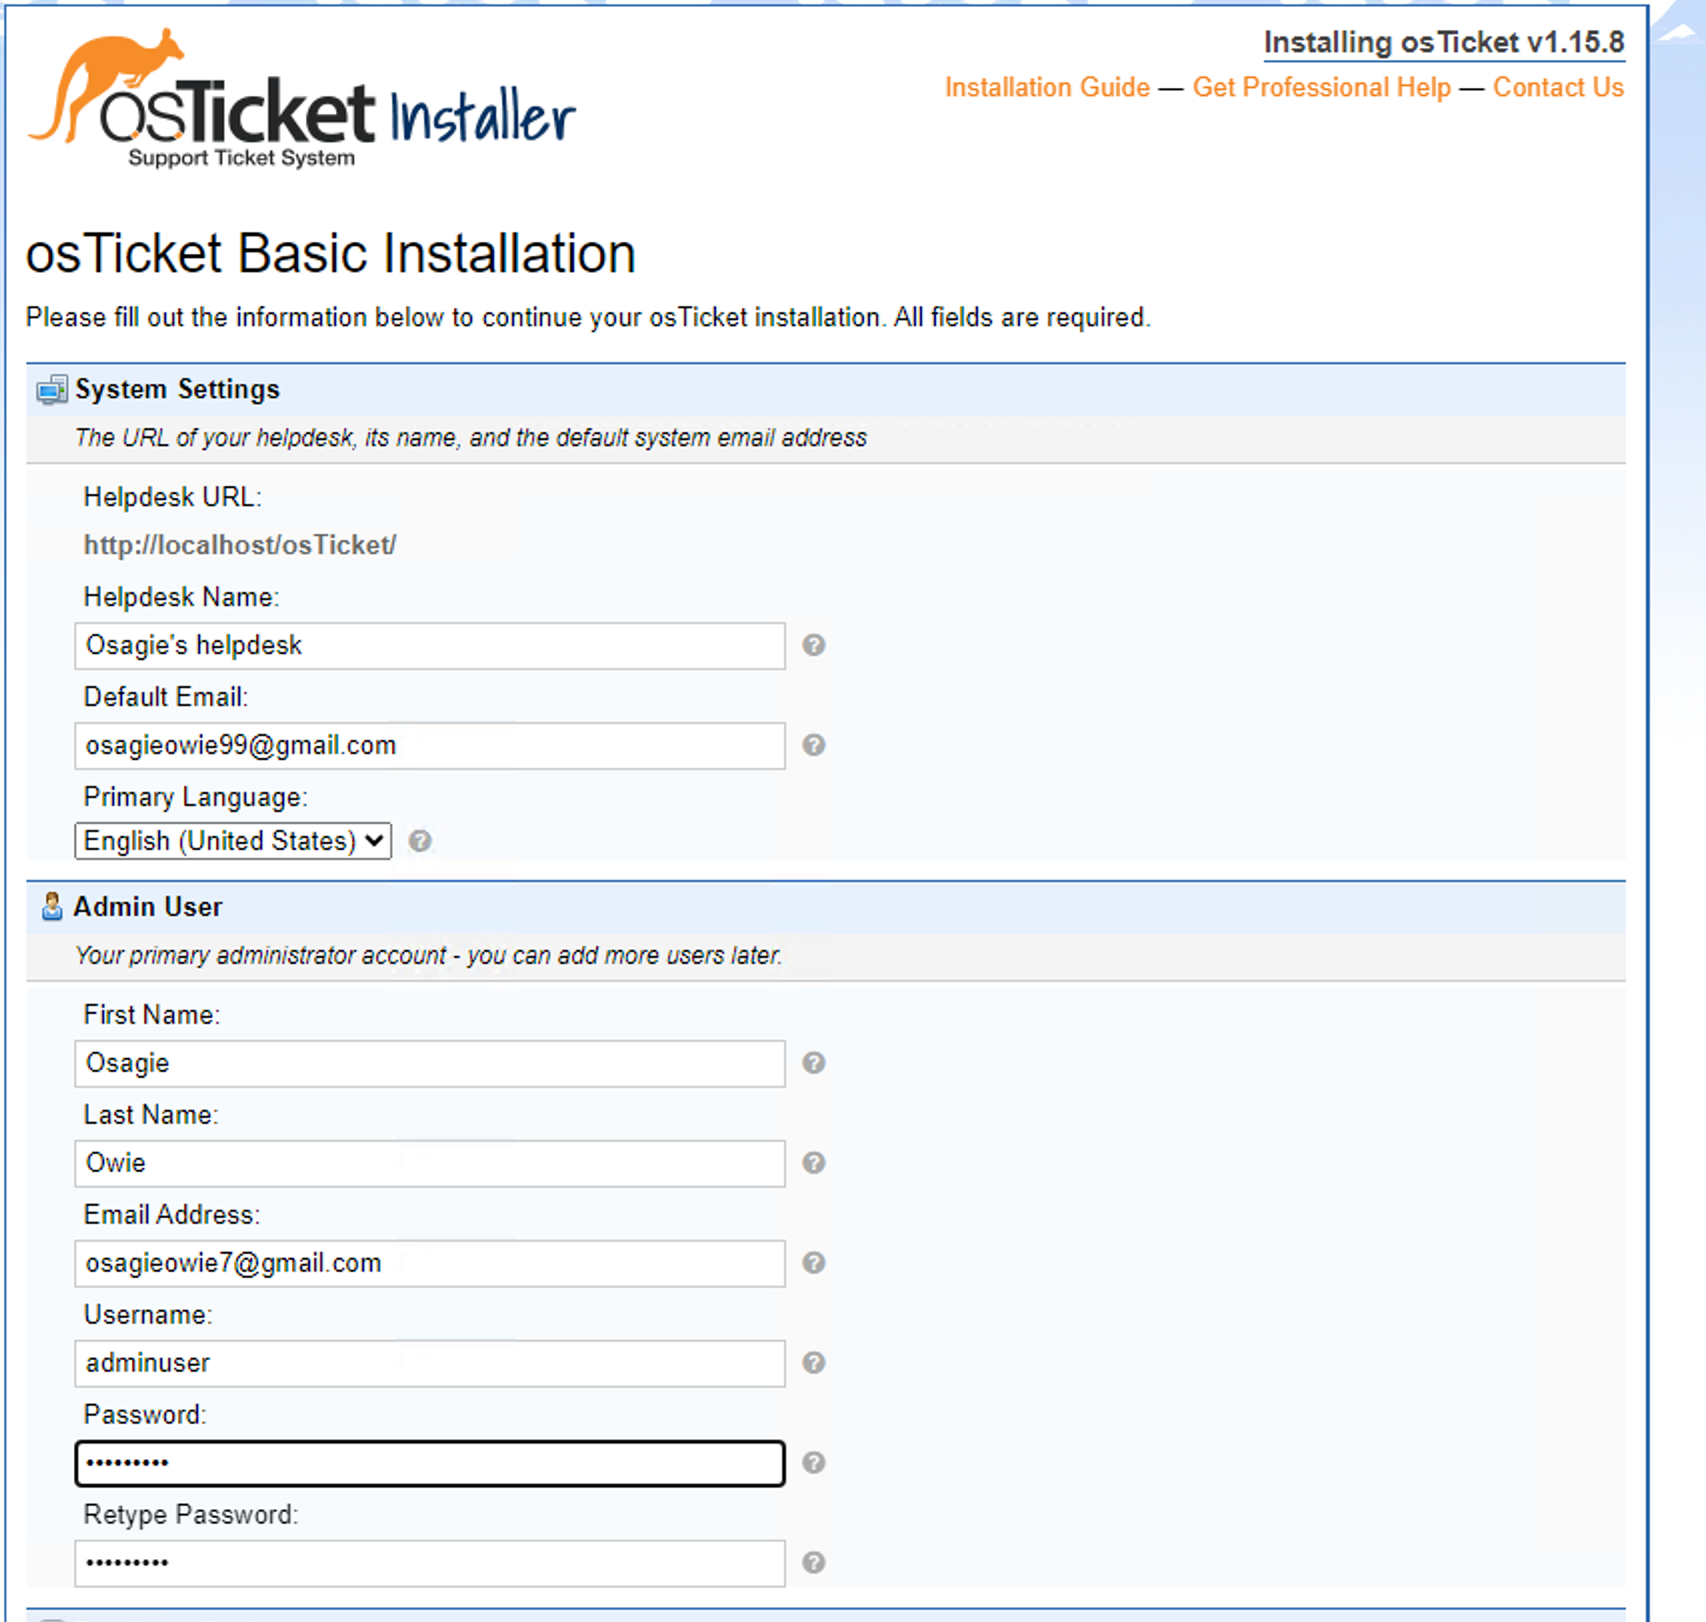 osTicket Installer
Support Ticket System
Installing osTicket v1.15.8
Installation Guide — Get Professional Help — Contact Us
osTicket Basic Installation
Please fill out the information below to continue your osTicket installation. All fields are required.
System Settings
The URL of your helpdesk, its name, and the default system email address
Helpdesk URL:
http://localhost/osTicket/
Helpdesk Name:
Osagie's helpdesk
Default Email:
osagieowie99@gmail.com
Primary Language:
English (United States)
Admin User
Your primary administrator account - you can add more users later.
First Name:
Osagie
Last Name:
Owie
Email Address:
osagieowie7@gmail.com
Username:
adminuser
Password:
•••••••••
Retype Password:
•••••••••